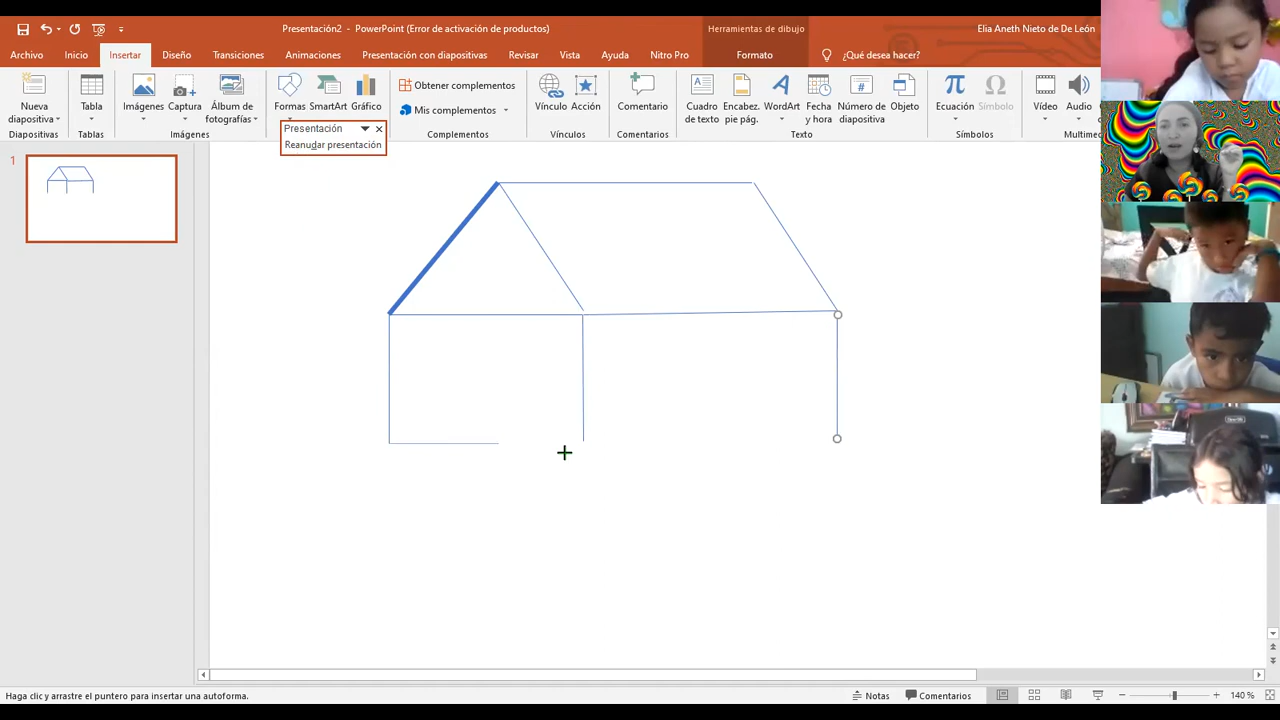 Presentación2 - PowerPoint (Error de activación de productos)
Herramientas de dibujo
Elia Aneth Nieto de De León
Archivo Inicio Insertar Diseño Transiciones Animaciones Presentación con diapositivas Revisar Vista Ayuda Nitro Pro Formato ¿Qué desea hacer?
Nueva diapositiva
Tabla
Imágenes
Captura
Álbum de fotografías
Formas
SmartArt
Gráfico
Obtener complementos
Mis complementos
Vínculo
Acción
Comentario
Cuadro de texto
Encabez. pie pág.
WordArt
Fecha y hora
Número de diapositiva
Objeto
Ecuación
Símbolo
Vídeo
Audio
Diapositivas Tablas Imágenes Complementos Vínculos Comentarios Texto Símbolos Multimed
Presentación
Reanudar presentación
1
Haga clic y arrastre el puntero para insertar una autoforma.
Notas
Comentarios
140 %